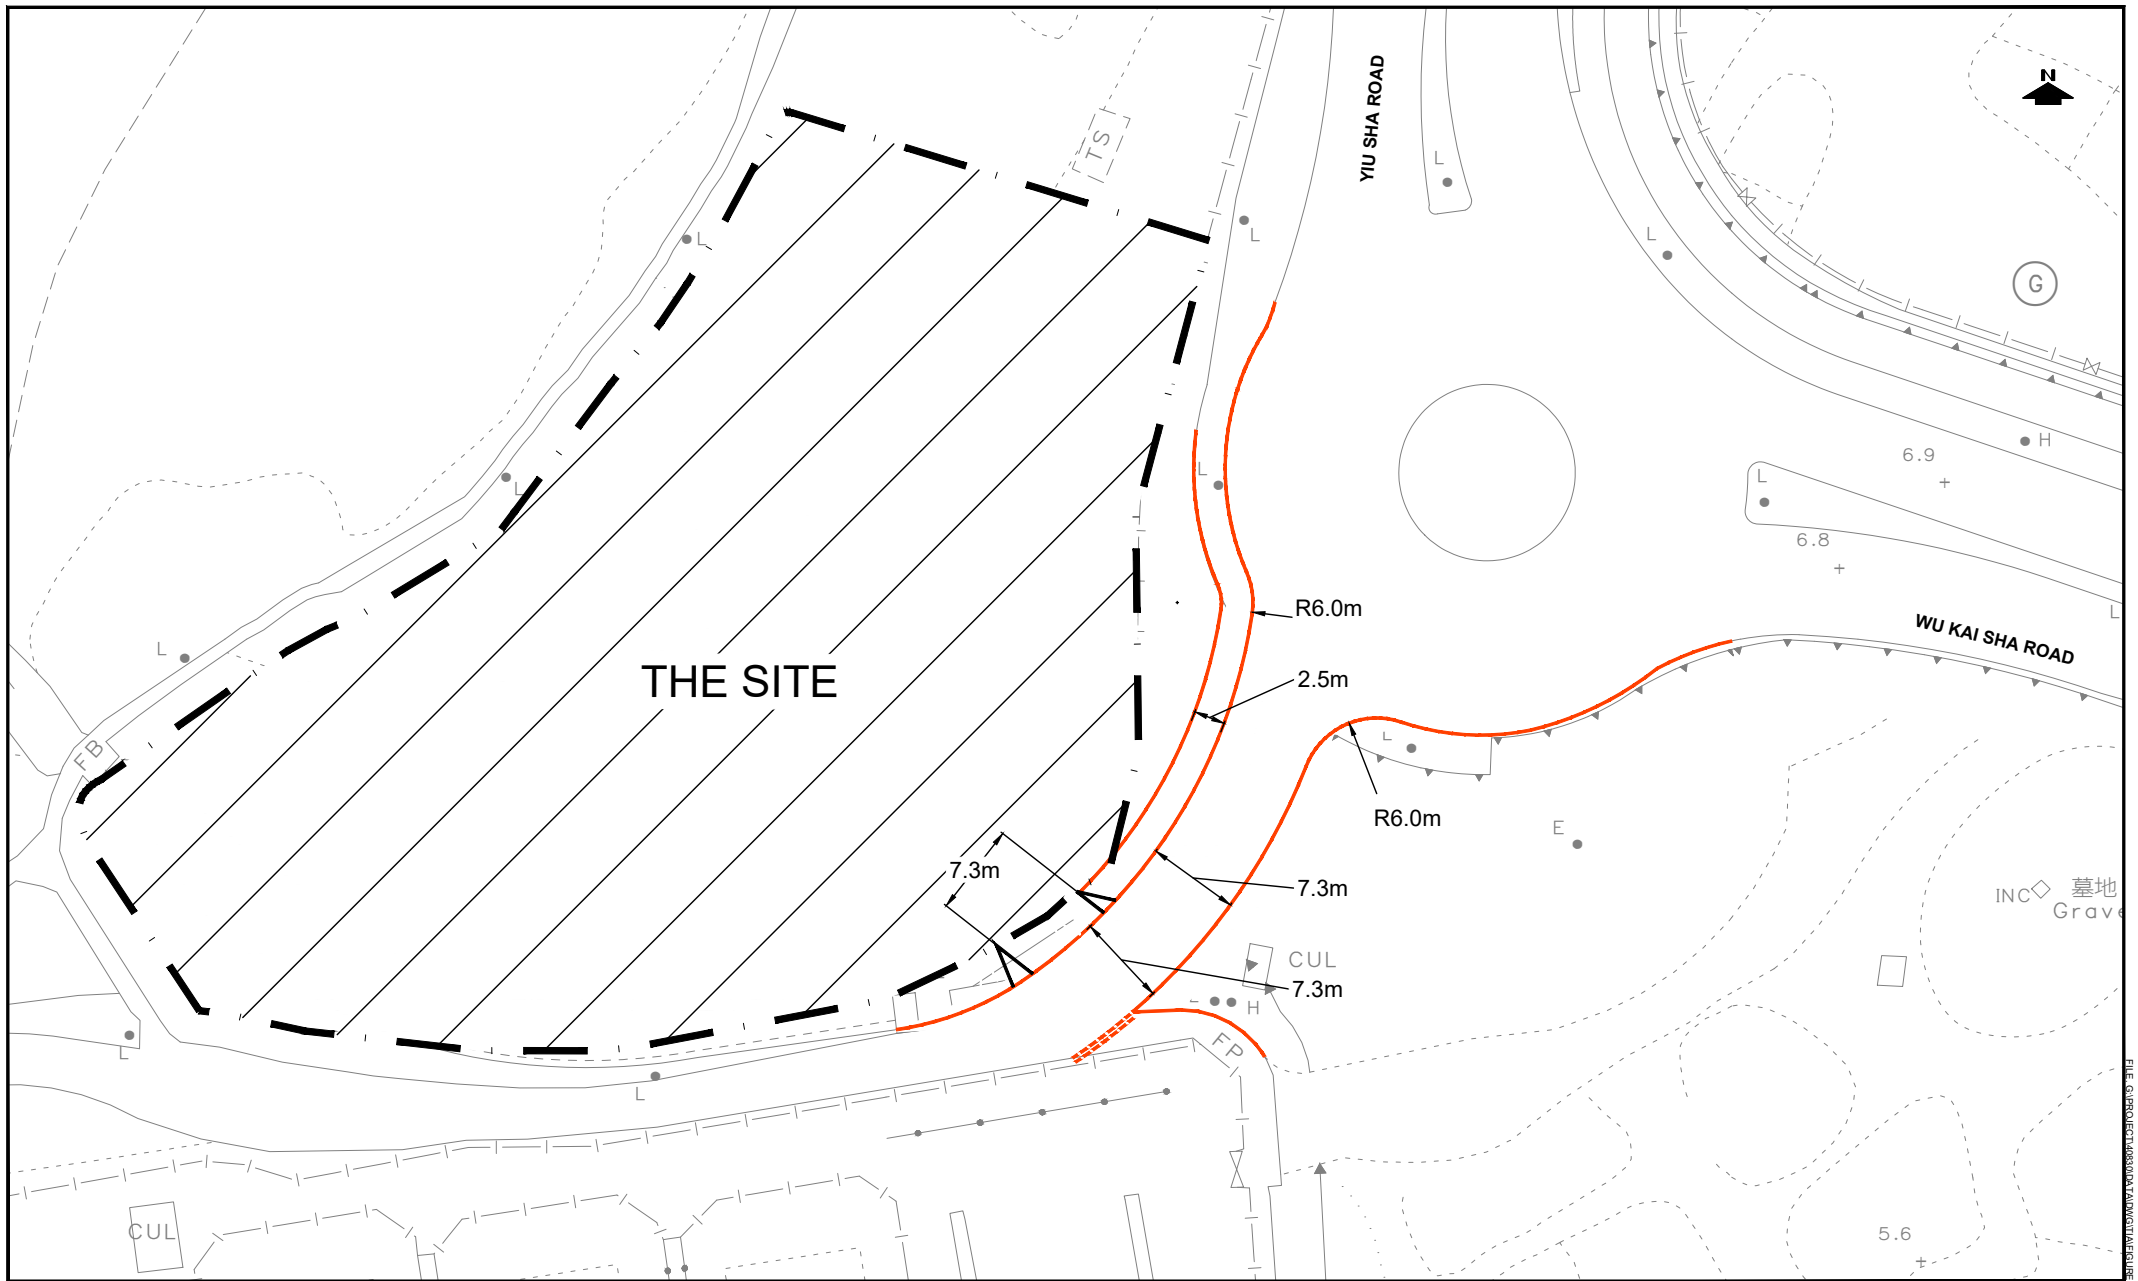 N
YIU SHA ROAD
TS
L
L
L
L
L
G
L
L
L
H
6.9
L
6.8
L
R6.0m
L
WU KAI SHA ROAD
THE SITE
2.5m
FB
L
R6.0m
E
7.3m
7.3m
INC
墓地
Grave
CUL
7.3m
L
H
FP
L
L
CUL
5.6